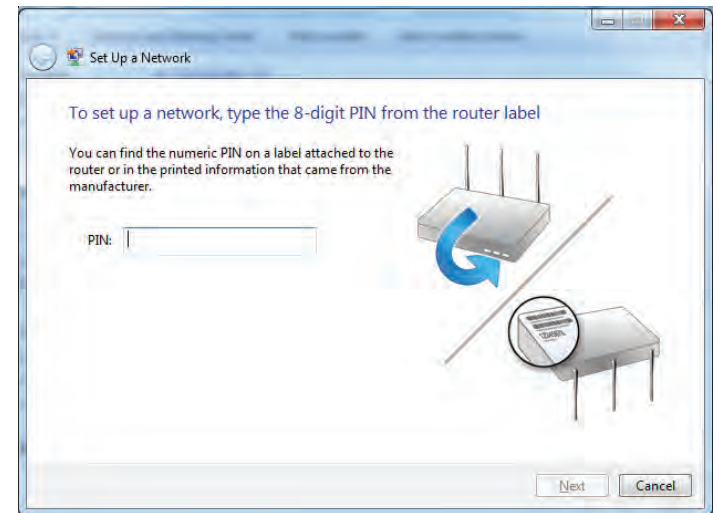 Set Up a Network
To set up a network, type the 8-digit PIN from the router label
You can find the numeric PIN on a label attached to the
router or in the printed information that came from the
manufacturer.
PIN:
Next
Cancel